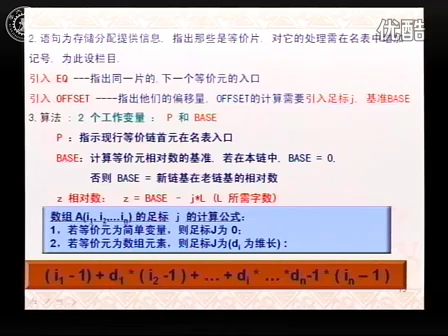 优酷
2.语句为存储分配提供信息. 指出那些是等价片. 对它的处理需在名表中增加
记号. 为此设栏目.
引入 EQ ---指出同一片的.下一个等价元的入口
引入 OFFSET ----指出他们的偏移量. OFFSET的计算需要引入足标j. 基准BASE
3.算法 : 2 个工作变量 : P 和 BASE
P : 指示现行等价链首元在名表入口
BASE: 计算等价元相对数的基准. 若在本链中. BASE = 0,
否则 BASE = 新链基在老链基的相对数
z 相对数: z = BASE - j*L (L 所需字数)
数组 A(i1, i2,...in) 的足标 j 的计算公式:
1, 若等价元为简单变量, 则足标J为 0;
2, 若等价元为数组元素, 则足标J为(di 为维长) :
( i1 - 1) + d1 * ( i2 -1 ) + ... + di * ... *dn-1 * ( in – 1 )